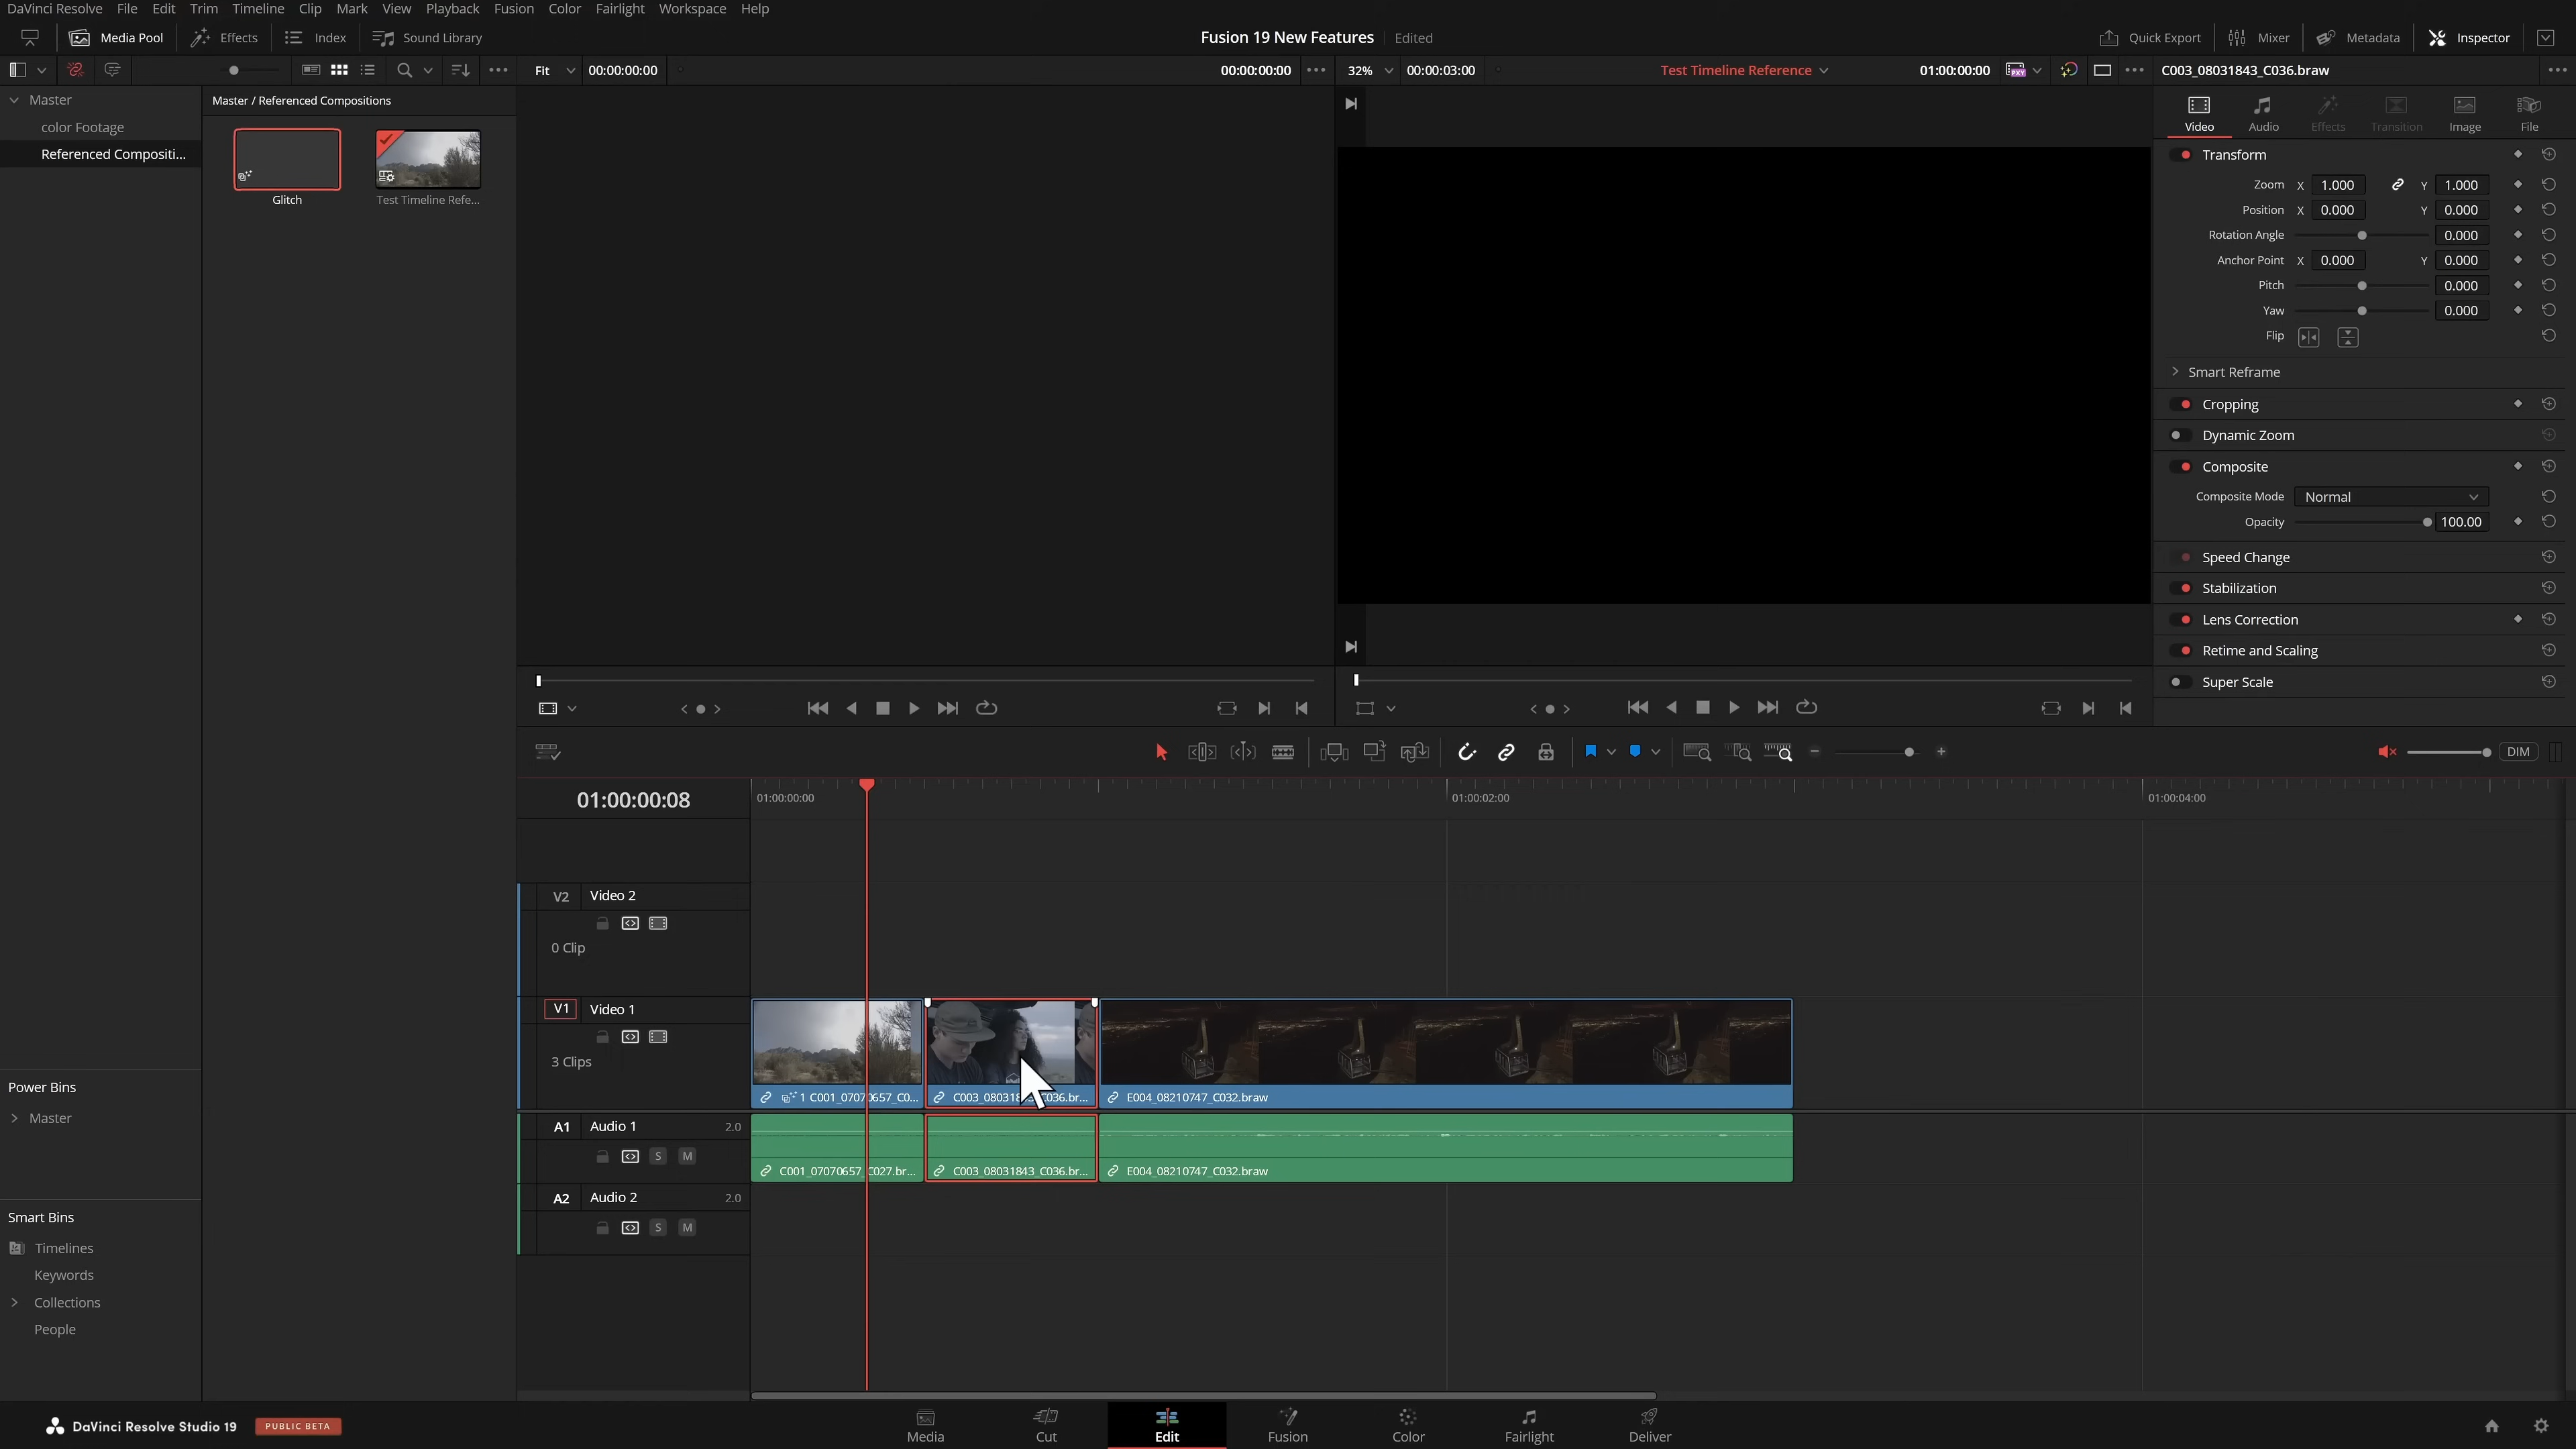 DaVinci Resolve File Edit Trim Timeline Clip Mark View Playback Fusion Color Fairlight Workspace Help
Media Pool Effects Index Sound Library Fusion 19 New Features Edited Quick Export Mixer Metadata Inspector
Fit 00:00:00:00 00:00:00:00 32% 00:00:03:00 Test Timeline Reference 01:00:00:00 PXY C003_08031843_C036.braw
Master
color Footage
Referenced Compositi...
Master / Referenced Compositions
Glitch Test Timeline Refe...
Video Audio Effects Transition Image File
Transform
Zoom X 1.000 Y 1.000
Position X 0.000 Y 0.000
Rotation Angle 0.000
Anchor Point X 0.000 Y 0.000
Pitch 0.000
Yaw 0.000
Flip
Smart Reframe
Cropping
Dynamic Zoom
Composite
Composite Mode Normal
Opacity 100.00
Speed Change
Stabilization
Lens Correction
Retime and Scaling
Super Scale
DIM
01:00:00:08 01:00:00:00 01:00:02:00 01:00:04:00
V2 Video 2
0 Clip
V1 Video 1
3 Clips
C003_080318 C036.br... E004_08210747_C032.braw
A1 Audio 1 2.0
S M
C001_07070657_C027.br... C003_08031843_C036.br... E004_08210747_C032.braw
A2 Audio 2 2.0
S M
Power Bins
Master
Smart Bins
Timelines
Keywords
Collections
People
DaVinci Resolve Studio 19 PUBLIC BETA Media Cut Edit Fusion Color Fairlight Deliver